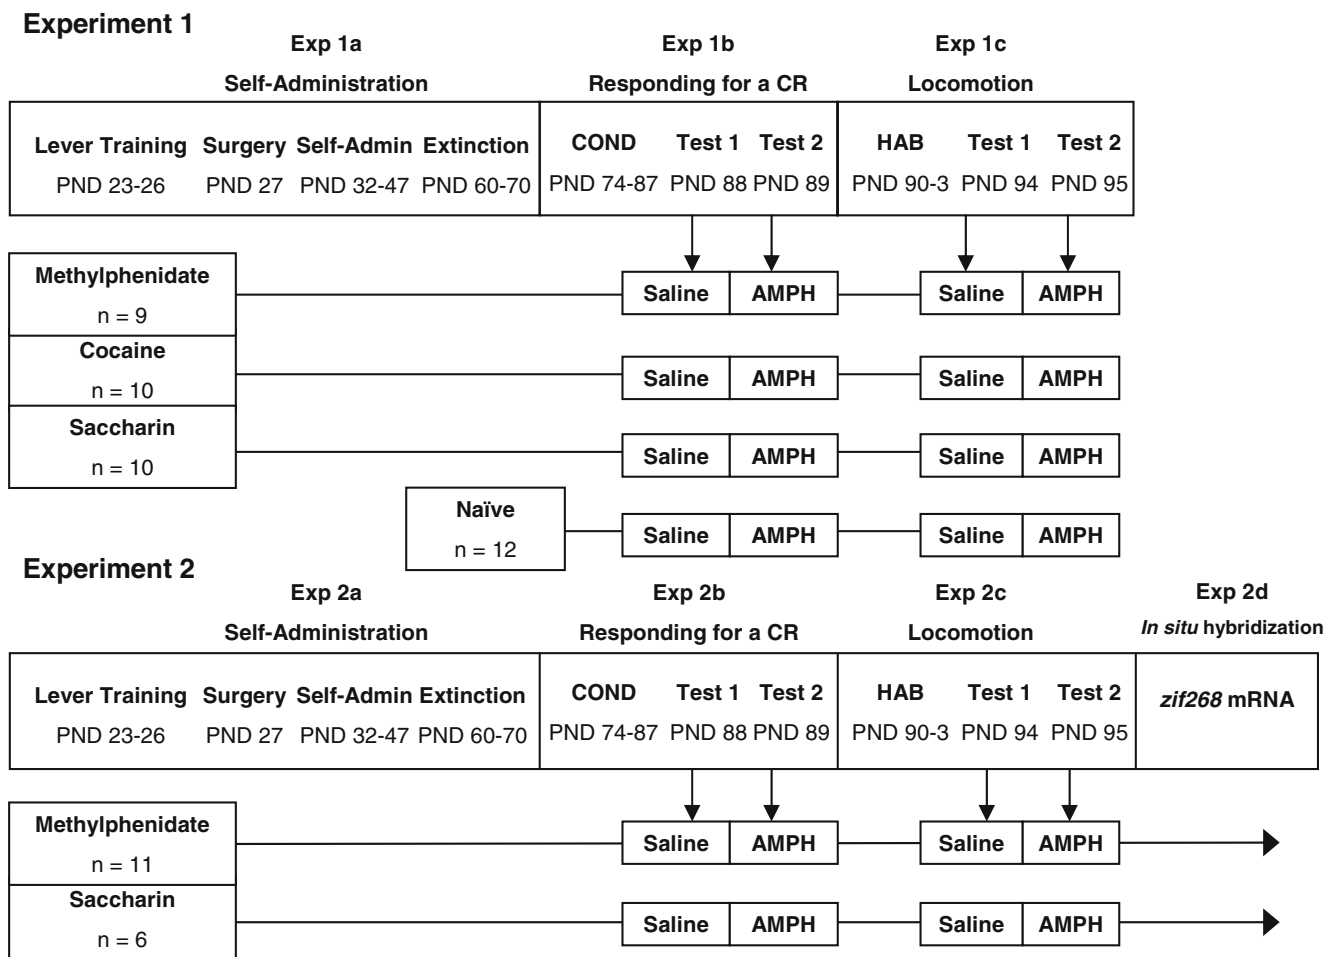 Experiment 1
Exp 1a
Exp 1b
Exp 1c
Self-Administration
Responding for a CR
Locomotion
Lever Training Surgery Self-Admin Extinction
COND Test 1 Test 2
HAB Test 1 Test 2
PND 23-26 PND 27 PND 32-47 PND 60-70
PND 74-87 PND 88 PND 89
PND 90-3 PND 94 PND 95
Methylphenidate
n = 9
Saline AMPH
Saline AMPH
Cocaine
n = 10
Saline AMPH
Saline AMPH
Saccharin
n = 10
Saline AMPH
Saline AMPH
Naïve
n = 12
Saline AMPH
Saline AMPH
Experiment 2
Exp 2a
Exp 2b
Exp 2c
Exp 2d
Self-Administration
Responding for a CR
Locomotion
In situ hybridization
Lever Training Surgery Self-Admin Extinction
COND Test 1 Test 2
HAB Test 1 Test 2
zif268 mRNA
PND 23-26 PND 27 PND 32-47 PND 60-70
PND 74-87 PND 88 PND 89
PND 90-3 PND 94 PND 95
Methylphenidate
n = 11
Saline AMPH
Saline AMPH
Saccharin
n = 6
Saline AMPH
Saline AMPH